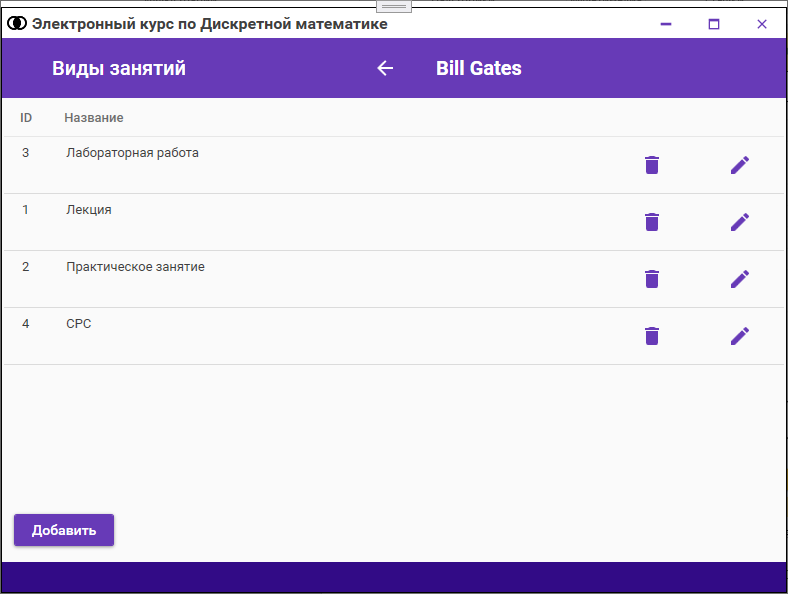 Электронный курс по Дискретной математике
Виды занятий Bill Gates
ID Название
3 Лабораторная работа
1 Лекция
2 Практическое занятие
4 СРС
Добавить